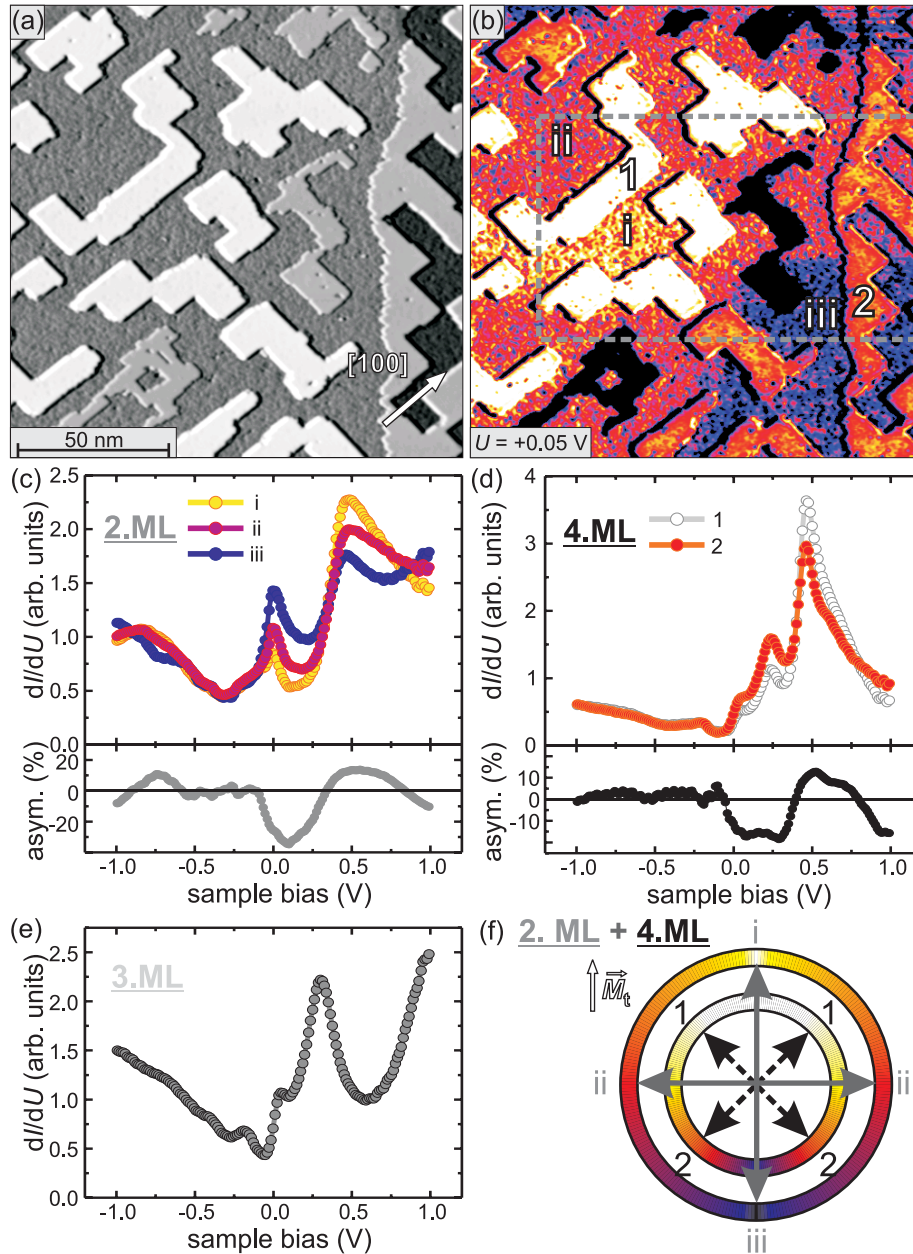 (a)
[100]
50 nm
(b)
ii
1
i
iii
2
U = +0.05 V
(c)
2.ML
i
ii
iii
2.5
2.0
1.5
1.0
0.5
0.0
dI/dU (arb. units)
20
0
-20
asym. (%)
-1.0 -0.5 0.0 0.5 1.0
sample bias (V)
(d)
4.ML
1
2
4
3
2
1
0
dI/dU (arb. units)
10
0
-10
asym. (%)
-1.0 -0.5 0.0 0.5 1.0
sample bias (V)
(e)
3.ML
2.5
2.0
1.5
1.0
0.5
0.0
dI/dU (arb. units)
-1.0 -0.5 0.0 0.5 1.0
sample bias (V)
(f) 2. ML + 4.ML
i
M⃗t
1 1
ii ii
2 2
iii